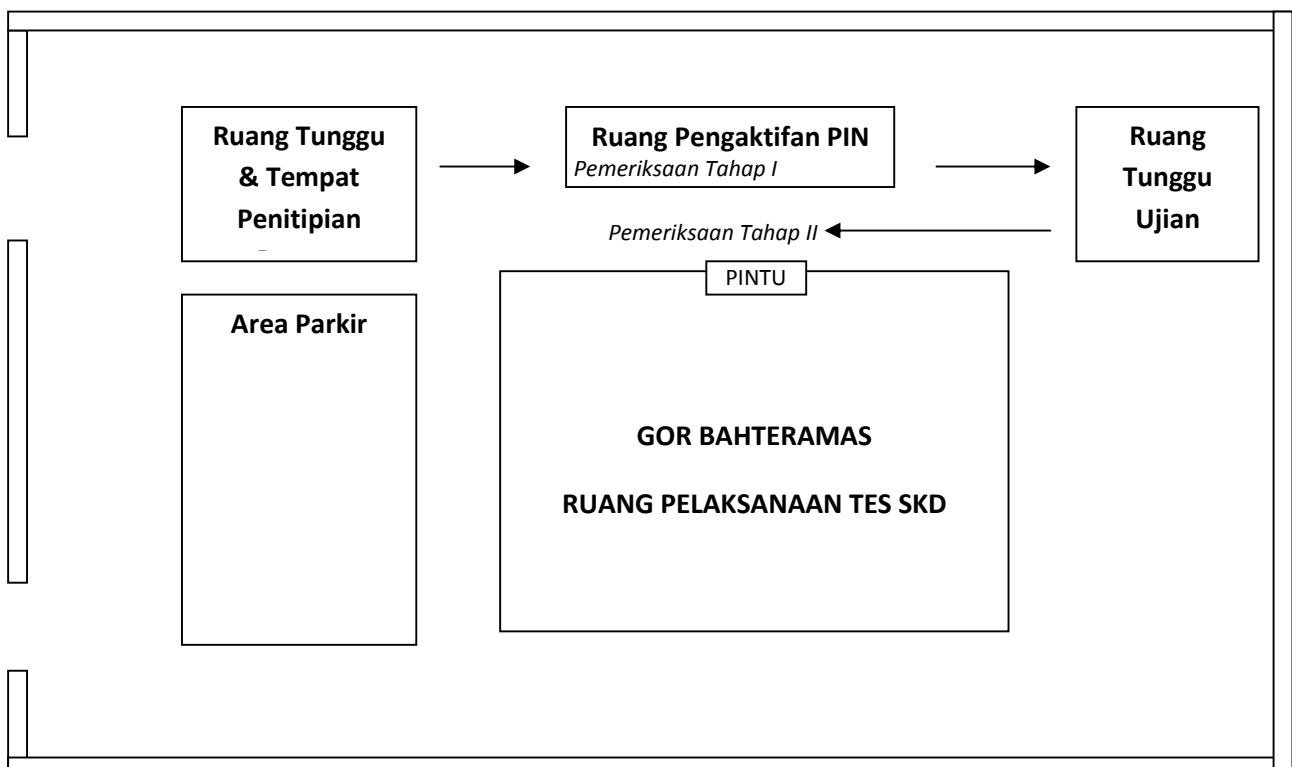 Ruang Tunggu
& Tempat
Penitipian
Ruang Pengaktifan PIN
Pemeriksaan Tahap I
Ruang
Tunggu
Ujian
Pemeriksaan Tahap II
PINTU
Area Parkir
GOR BAHTERAMAS
RUANG PELAKSANAAN TES SKD